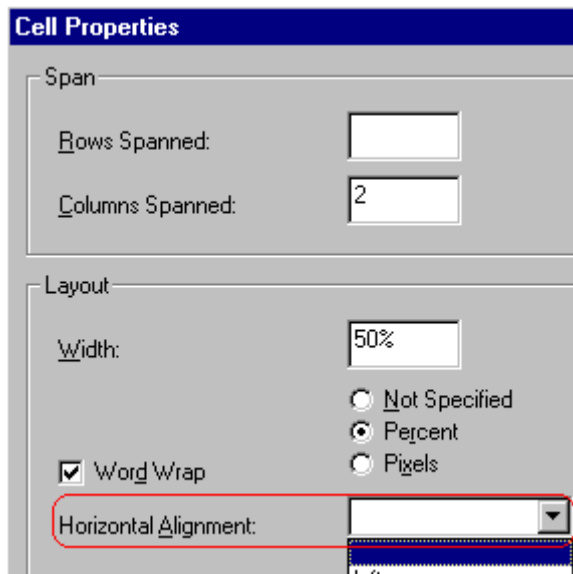 Cell Properties
Span
Rows Spanned:
Columns Spanned: 2
Layout
Width: 50%
Not Specified
Percent
Word Wrap
Pixels
Horizontal Alignment: